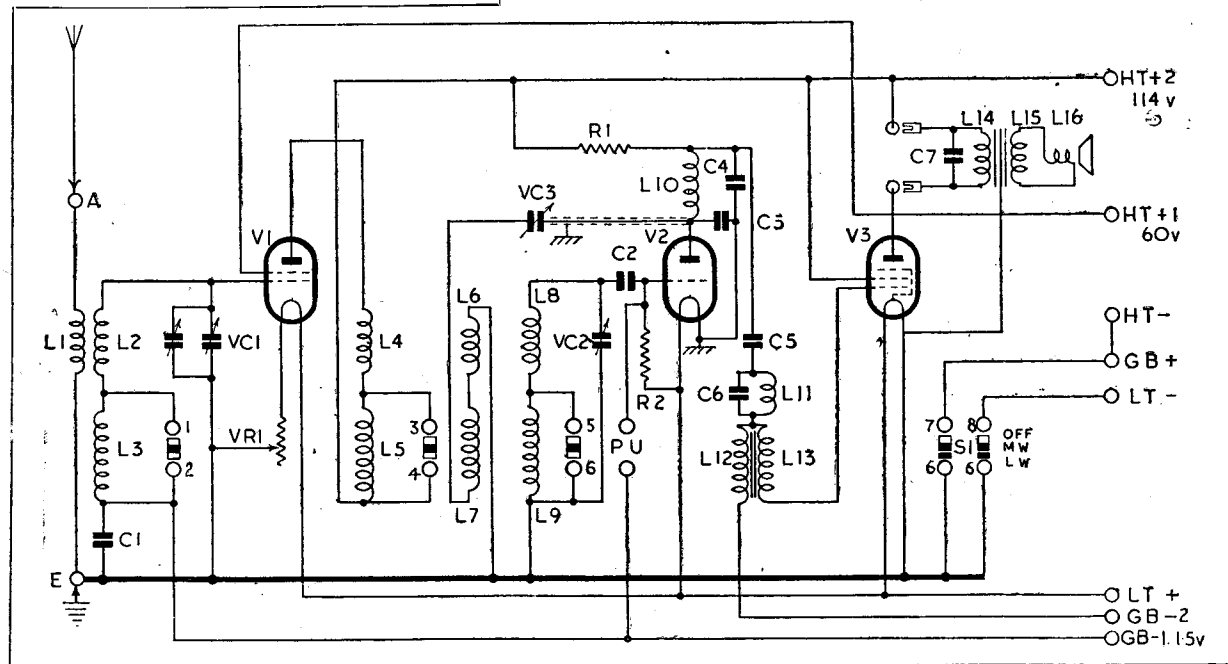 HT+2
114 v
L14 L15 L16
R1
C7
C4
L10
VC3
A
HT+1
60v
V1
V2
C3
V3
C2
L6
L8
HT-
L1
L2
VC1
L4
VC2
C5
GB+
R2
C6
L11
LT-
1
3
5
7
8
OFF
VR1
PU
MW
L3
L5
S1
LW
2
4
6
L12
L13
6
6
L7
L9
C1
E
LT+
GB-2
GB-1.1.5v